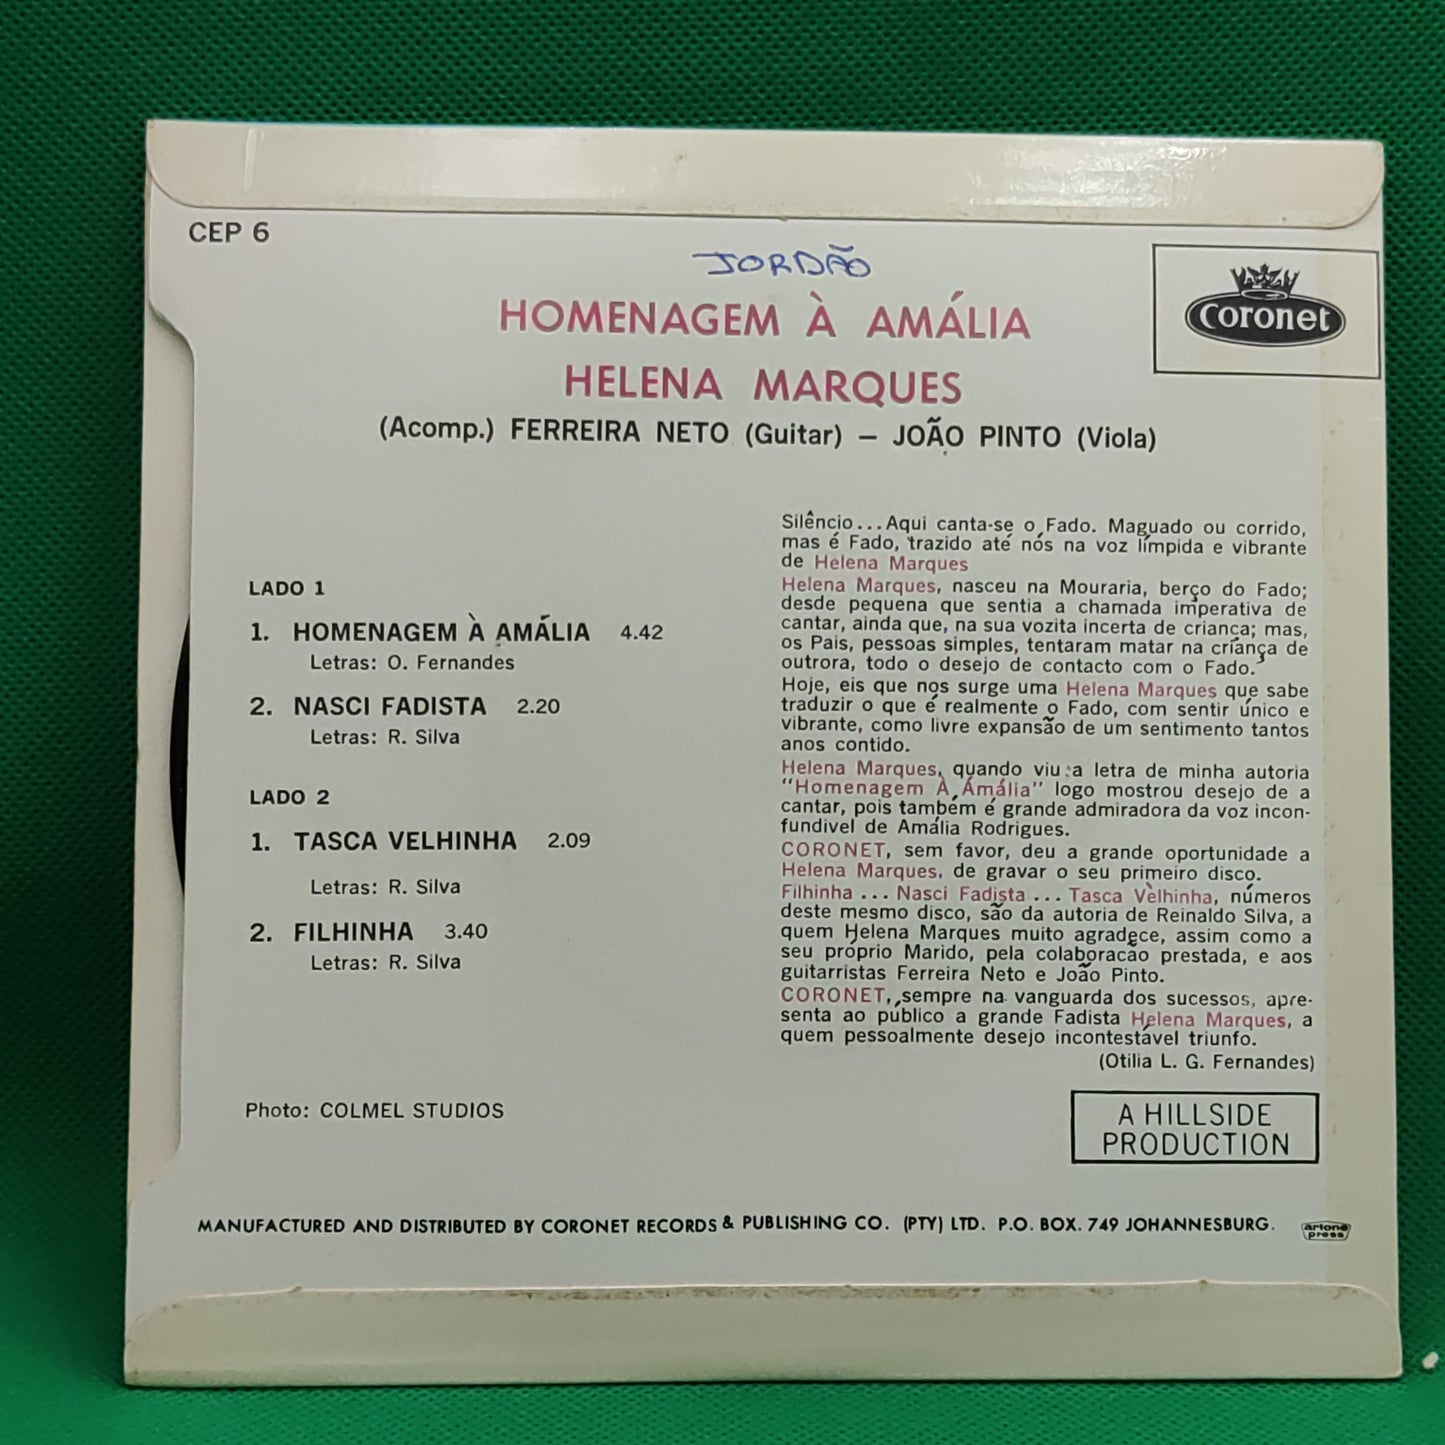 CEP 6
JORDÃO
Coronet
HOMENAGEM À AMÁLIA
HELENA MARQUES
(Acomp.) FERREIRA NETO (Guitar) – JOÃO PINTO (Viola)
LADO 1
1. HOMENAGEM À AMÁLIA 4.42
Letras: O. Fernandes
2. NASCI FADISTA 2.20
Letras: R. Silva
LADO 2
1. TASCA VELHINHA 2.09
Letras: R. Silva
2. FILHINHA 3.40
Letras: R. Silva
Silêncio...Aqui canta-se o Fado. Maguado ou corrido,
mas é Fado, trazido até nós na voz límpida e vibrante
de Helena Marques
Helena Marques, nasceu na Mouraria, berço do Fado;
desde pequena que sentia a chamada imperativa de
cantar, ainda que, na sua vozita incerta de criança; mas,
os Pais, pessoas simples, tentaram matar na criança de
outrora, todo o desejo de contacto com o Fado.
Hoje, eis que nos surge uma Helena Marques que sabe
traduzir o que é realmente o Fado, com sentir único e
vibrante, como livre expansão de um sentimento tantos
anos contido.
Helena Marques, quando viu a letra de minha autoria
"Homenagem À Amália" logo mostrou desejo de a
cantar, pois também é grande admiradora da voz incon-
fundivel de Amália Rodrigues.
CORONET, sem favor, deu a grande oportunidade a
Helena Marques, de gravar o seu primeiro disco.
Filhinha ... Nasci Fadista ... Tasca Velhinha, números
deste mesmo disco, são da autoria de Reinaldo Silva, a
quem Helena Marques muito agradece, assim como a
seu próprio Marido, pela colaboracão prestada, e aos
guitarristas Ferreira Neto e João Pinto.
CORONET, sempre na vanguarda dos sucessos, apre-
senta ao público a grande Fadista Helena Marques, a
quem pessoalmente desejo incontestável triunfo.
(Otilia L. G. Fernandes)
Photo: COLMEL STUDIOS
A HILLSIDE
PRODUCTION
MANUFACTURED AND DISTRIBUTED BY CORONET RECORDS & PUBLISHING CO. (PTY) LTD. P.O. BOX. 749 JOHANNESBURG.
artone
press